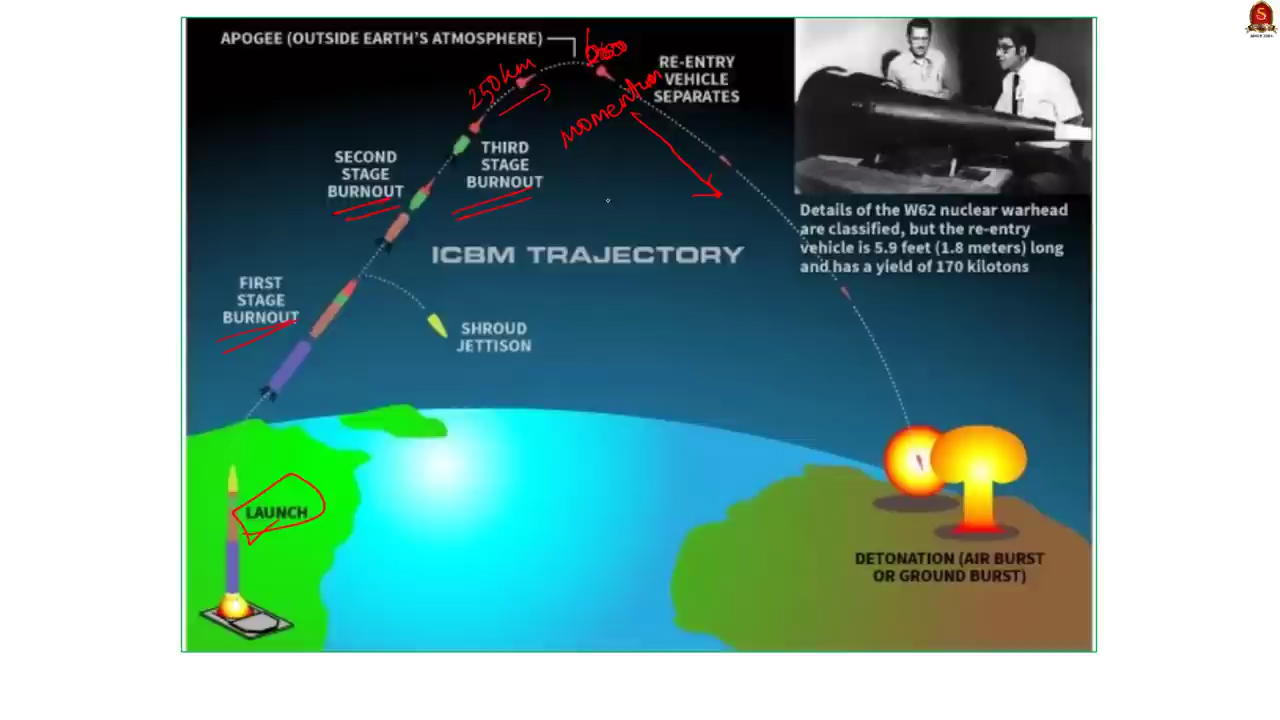 APOGEE (OUTSIDE EARTH'S ATMOSPHERE)
250km
RE-ENTRY
VEHICLE
SEPARATES
momentum
SECOND
STAGE
BURNOUT
THIRD
STAGE
BURNOUT
Details of the W62 nuclear warhead
are classified, but the re-entry
vehicle is 5.9 feet (1.8 meters) long
and has a yield of 170 kilotons
ICBM TRAJECTORY
FIRST
STAGE
BURNOUT
SHROUD
JETTISON
LAUNCH
DETONATION (AIR BURST
OR GROUND BURST)